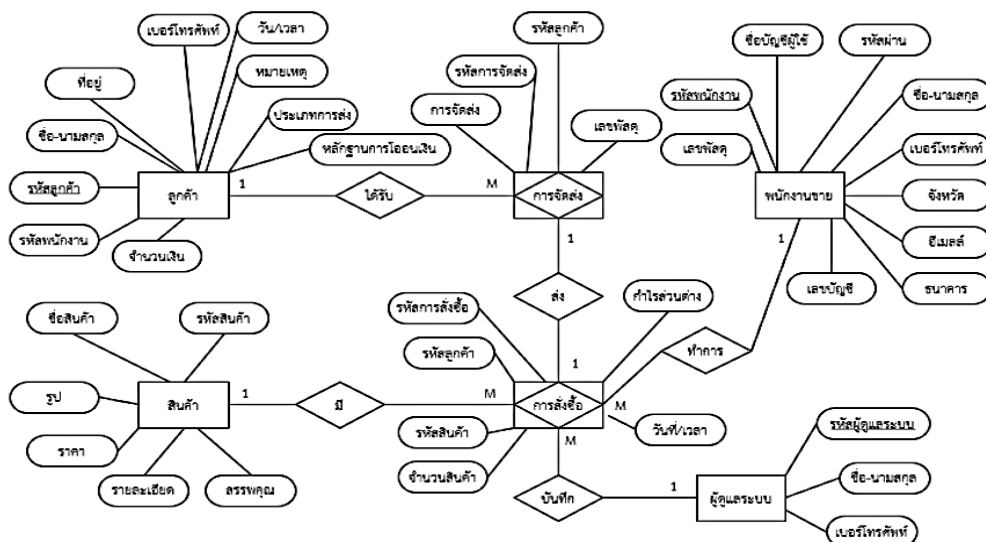 รหัสลูกค้า
เบอร์โทรศัพท์
วัน/เวลา
ชื่อบัญชีผู้ใช้
รหัสผ่าน
รหัสการจัดส่ง
หมายเหตุ
ที่อยู่
รหัสพนักงาน
ชื่อ-นามสกุล
การจัดส่ง
ประเภทการส่ง
เลขพัสดุ
ชื่อ-นามสกุล
หลักฐานการโออนเงิน
เลขพัสดุ
เบอร์โทรศัพท์
รหัสลูกค้า
ลูกค้า
1
ได้รับ
M
การจัดส่ง
พนักงานขาย
จังหวัด
รหัสพนักงาน
1
1
อีเมลล์
จำนวนเงิน
เลขบัญชี
ธนาคาร
ส่ง
กำไรส่วนต่าง
รหัสการสั่งซื้อ
ชื่อสินค้า
รหัสสินค้า
รหัสลูกค้า
ทำการ
1
รูป
สินค้า
1
มี
M
การสั่งซื้อ
M
รหัสสินค้า
M
วันที่/เวลา
รหัสผู้ดูแลระบบ
ราคา
รายละเอียด
สรรพคุณ
จำนวนสินค้า
ชื่อ-นามสกุล
บันทึก
1
ผู้ดูแลระบบ
เบอร์โทรศัพท์